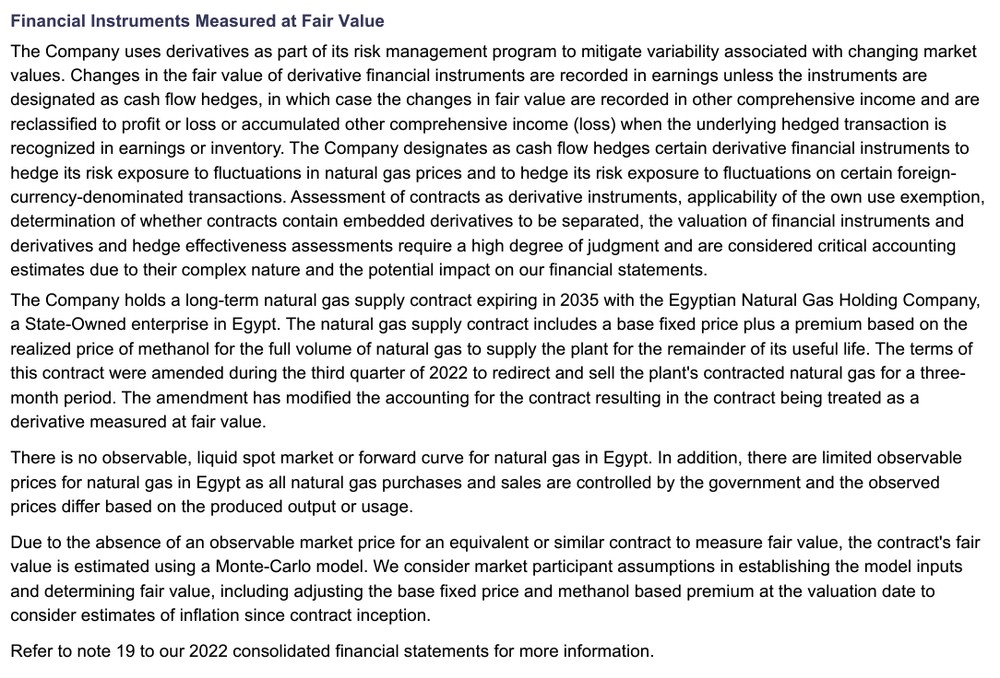 Financial Instruments Measured at Fair Value
The Company uses derivatives as part of its risk management program to mitigate variability associated with changing market
values. Changes in the fair value of derivative financial instruments are recorded in earnings unless the instruments are
designated as cash flow hedges, in which case the changes in fair value are recorded in other comprehensive income and are
reclassified to profit or loss or accumulated other comprehensive income (loss) when the underlying hedged transaction is
recognized in earnings or inventory. The Company designates as cash flow hedges certain derivative financial instruments to
hedge its risk exposure to fluctuations in natural gas prices and to hedge its risk exposure to fluctuations on certain foreign-
currency-denominated transactions. Assessment of contracts as derivative instruments, applicability of the own use exemption,
determination of whether contracts contain embedded derivatives to be separated, the valuation of financial instruments and
derivatives and hedge effectiveness assessments require a high degree of judgment and are considered critical accounting
estimates due to their complex nature and the potential impact on our financial statements.
The Company holds a long-term natural gas supply contract expiring in 2035 with the Egyptian Natural Gas Holding Company,
a State-Owned enterprise in Egypt. The natural gas supply contract includes a base fixed price plus a premium based on the
realized price of methanol for the full volume of natural gas to supply the plant for the remainder of its useful life. The terms of
this contract were amended during the third quarter of 2022 to redirect and sell the plant's contracted natural gas for a three-
month period. The amendment has modified the accounting for the contract resulting in the contract being treated as a
derivative measured at fair value.
There is no observable, liquid spot market or forward curve for natural gas in Egypt. In addition, there are limited observable
prices for natural gas in Egypt as all natural gas purchases and sales are controlled by the government and the observed
prices differ based on the produced output or usage.
Due to the absence of an observable market price for an equivalent or similar contract to measure fair value, the contract's fair
value is estimated using a Monte-Carlo model. We consider market participant assumptions in establishing the model inputs
and determining fair value, including adjusting the base fixed price and methanol based premium at the valuation date to
consider estimates of inflation since contract inception.
Refer to note 19 to our 2022 consolidated financial statements for more information.